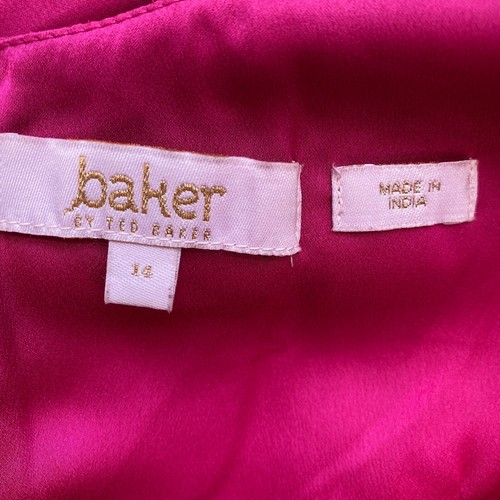 baker
BY TED BAKER
14
MADE IN
INDIA